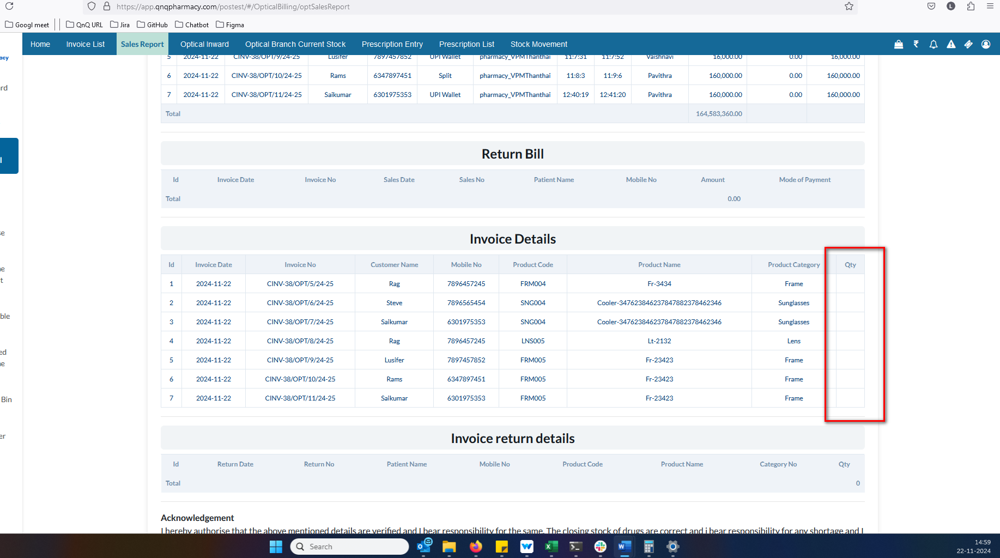 https://app.qnqpharmacy.com/postest/#/OpticalBilling/optSalesReport
L
Googl meet QnQ URL Jira GitHub Chatbot Figma
Home Invoice List Sales Report Optical Inward Optical Branch Current Stock Prescription Entry Prescription List Stock Movement
acy
5 2024-11-22 CINV-38/OPT/9/24-25 Lusifer 7897457852 UPI Wallet pharmacy_VPMThanthai 11:7:31 11:7:52 Vaishnavi 16,000.00 0.00 16,000.00
6 2024-11-22 CINV-38/OPT/10/24-25 Rams 6347897451 Split pharmacy_VPMThanthai 11:8:3 11:9:6 Pavithra 160,000.00 0.00 160,000.00
rd
7 2024-11-22 CINV-38/OPT/11/24-25 Saikumar 6301975353 UPI Wallet pharmacy_VPMThanthai 12:40:19 12:41:20 Pavithra 160,000.00 0.00 160,000.00
Total 164,583,360.00
Return Bill
l
Id Invoice Date Invoice No Sales Date Sales No Patient Name Mobile No Amount Mode of Payment
Total 0.00
se
Invoice Details
Id Invoice Date Invoice No Customer Name Mobile No Product Code Product Name Product Category Qty
1 2024-11-22 CINV-38/OPT/5/24-25 Rag 7896457245 FRM004 Fr-3434 Frame
2 2024-11-22 CINV-38/OPT/6/24-25 Steve 7896565454 SNG004 Cooler-347623846237847882378462346 Sunglasses
3 2024-11-22 CINV-38/OPT/7/24-25 Saikumar 6301975353 SNG004 Cooler-347623846237847882378462346 Sunglasses
4 2024-11-22 CINV-38/OPT/8/24-25 Rag 7896457245 LNS005 Lt-2132 Lens
5 2024-11-22 CINV-38/OPT/9/24-25 Lusifer 7897457852 FRM005 Fr-23423 Frame
6 2024-11-22 CINV-38/OPT/10/24-25 Rams 6347897451 FRM005 Fr-23423 Frame
7 2024-11-22 CINV-38/OPT/11/24-25 Saikumar 6301975353 FRM005 Fr-23423 Frame
ne
t
ble
ed
ne
Bin
er
Invoice return details
Id Return Date Return No Patient Name Mobile No Product Code Product Name Category No Qty
Total 0
Acknowledgement
I hereby authorise that the above mentioned details are verified and I bear responsibility for the same. The closing stock of drugs are correct and i bear responsibility for any shortage and I
Search
14:59
22-11-2024